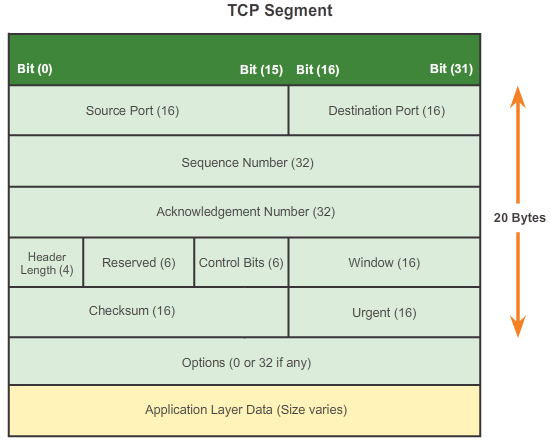 TCP Segment
Bit (0) Bit (15) Bit (16) Bit (31)
Source Port (16) Destination Port (16)
Sequence Number (32)
Acknowledgement Number (32)
20 Bytes
Header
Length (4) Reserved (6) Control Bits (6) Window (16)
Checksum (16) Urgent (16)
Options (0 or 32 if any)
Application Layer Data (Size varies)